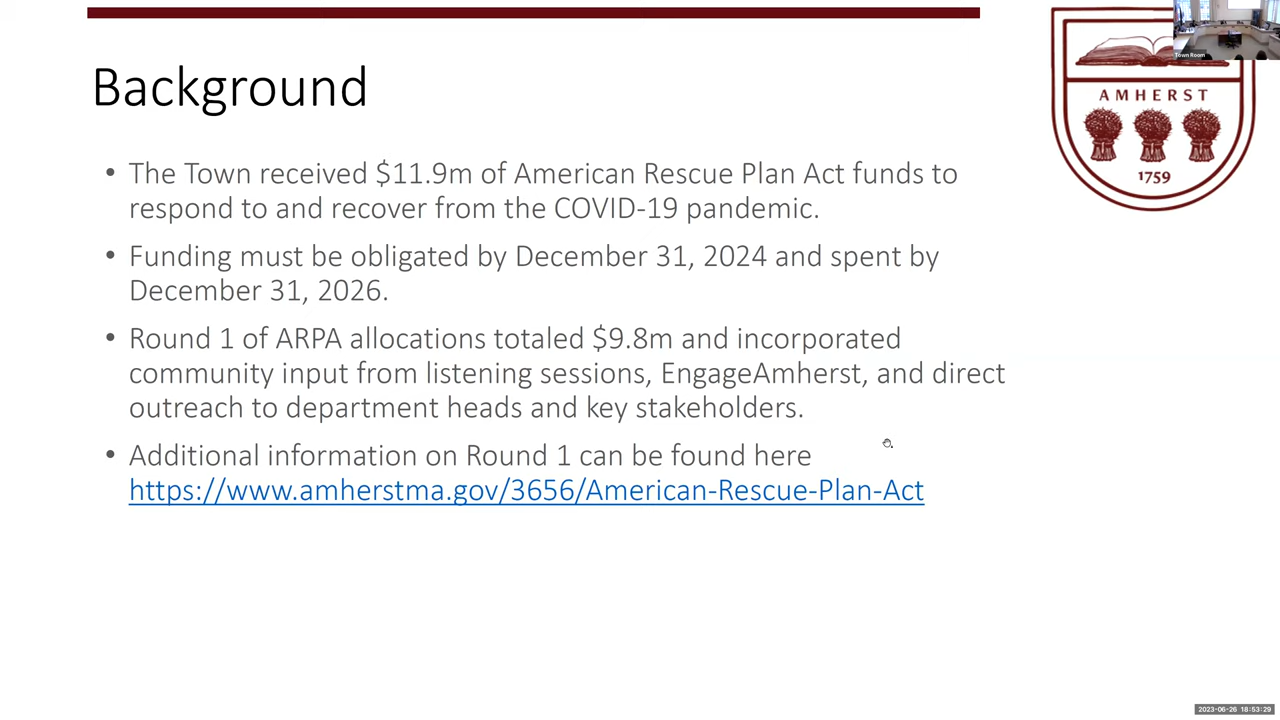 Background
• The Town received $11.9m of American Rescue Plan Act funds to
respond to and recover from the COVID-19 pandemic.
• Funding must be obligated by December 31, 2024 and spent by
December 31, 2026.
• Round 1 of ARPA allocations totaled $9.8m and incorporated
community input from listening sessions, EngageAmherst, and direct
outreach to department heads and key stakeholders.
• Additional information on Round 1 can be found here
https://www.amherstma.gov/3656/American-Rescue-Plan-Act
Town Room
AMHERST
1759
2023-06-26 18:53:29